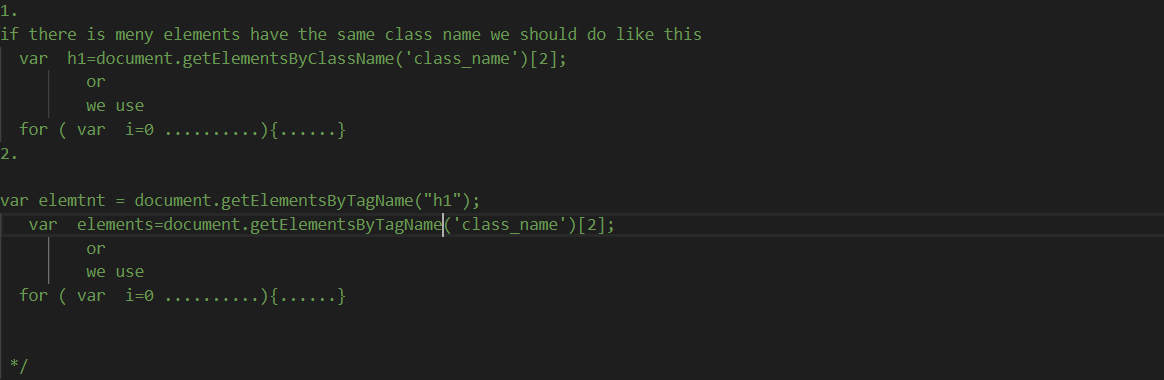 1.
if there is meny elements have the same class name we should do like this
var h1=document.getElementsByClassName('class_name')[2];
or
we use
for ( var i=0 ..........){......}
2.
var elemtnt = document.getElementsByTagName("h1");
var elements=document.getElementsByTagName('class_name')[2];
or
we use
for ( var i=0 ..........){......}
*/